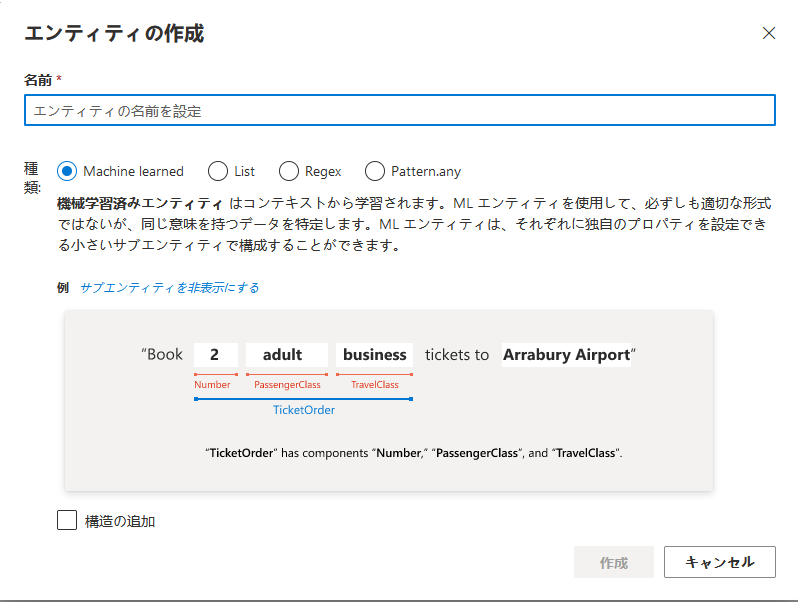 エンティティの作成
名前 *
エンティティの名前を設定
種類: Machine learned List Regex Pattern.any
機械学習済みエンティティ はコンテキストから学習されます。ML エンティティを使用して、必ずしも適切な形式
ではないが、同じ意味を持つデータを特定します。ML エンティティは、それぞれに独自のプロパティを設定でき
る小さいサブエンティティで構成することができます。
例 サブエンティティを非表示にする
“Book 2 adult business tickets to Arrabury Airport”
Number PassengerClass TravelClass
TicketOrder
“TicketOrder” has components “Number,” “PassengerClass”, and “TravelClass”.
構造の追加
作成 キャンセル